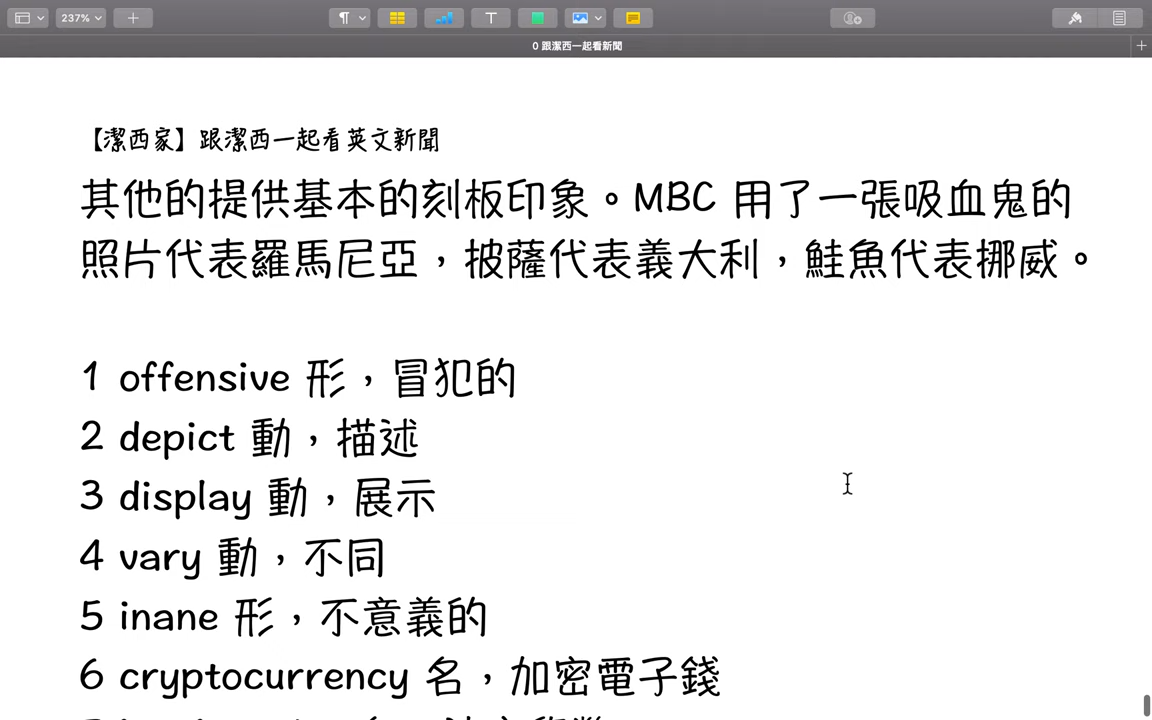 237%
0 跟潔西一起看新聞
【潔西家】跟潔西一起看英文新聞
其他的提供基本的刻板印象。MBC 用了一張吸血鬼的
照片代表羅馬尼亞，披薩代表義大利，鮭魚代表挪威。
1 offensive 形，冒犯的
2 depict 動，描述
3 display 動，展示
4 vary 動，不同
5 inane 形，不意義的
6 cryptocurrency 名，加密電子錢